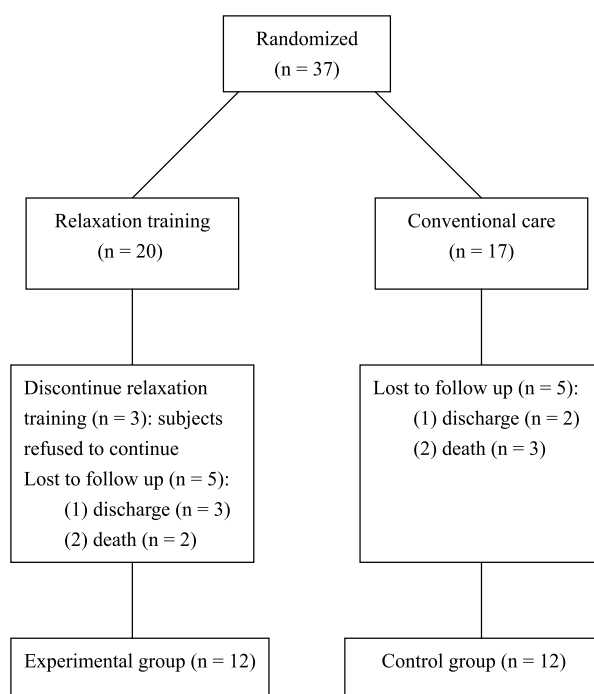 Randomized
(n = 37)
Relaxation training
(n = 20)
Conventional care
(n = 17)
Discontinue relaxation
training (n = 3): subjects
refused to continue
Lost to follow up (n = 5):
(1) discharge (n = 3)
(2) death (n = 2)
Lost to follow up (n = 5):
(1) discharge (n = 2)
(2) death (n = 3)
Experimental group (n = 12)
Control group (n = 12)